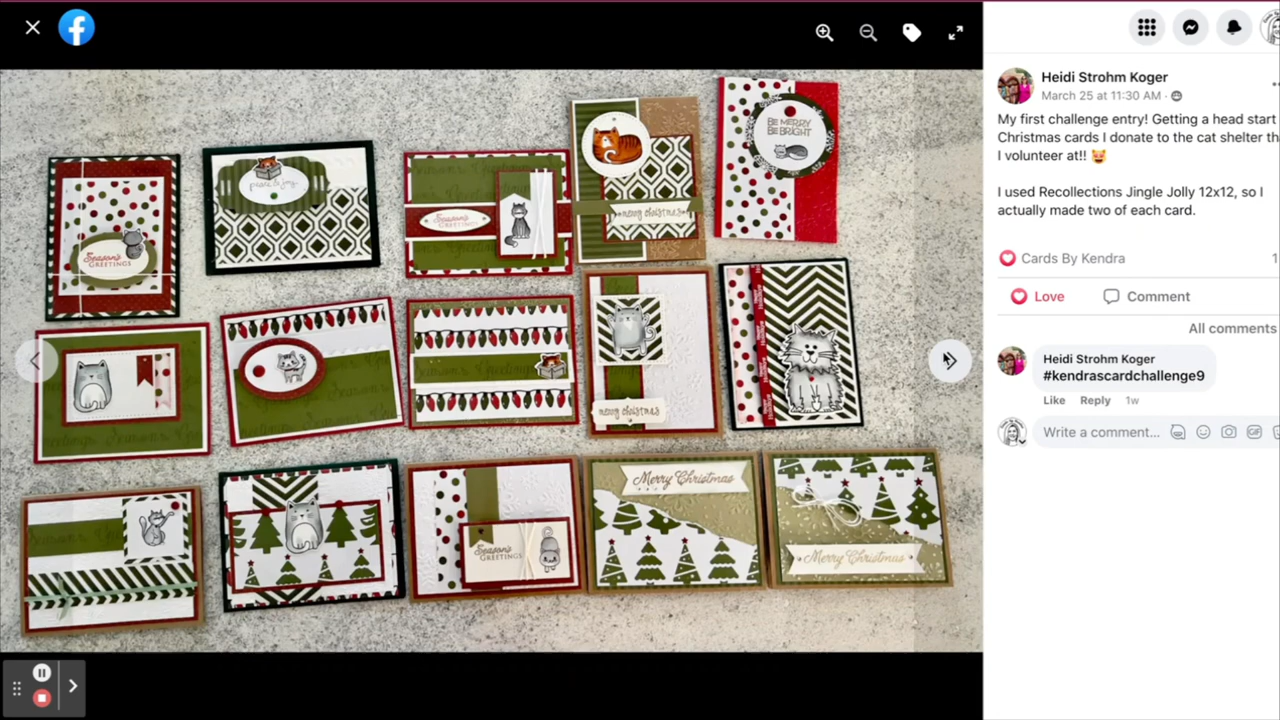 Heidi Strohm Koger
March 25 at 11:30 AM ·
My first challenge entry! Getting a head start
Christmas cards I donate to the cat shelter th
I volunteer at!! 😺
I used Recollections Jingle Jolly 12x12, so I
actually made two of each card.
Cards By Kendra
1
Love
Comment
All comments
Heidi Strohm Koger
#kendrascardchallenge9
Like Reply 1w
Write a comment...
BE MERRY
BE BRIGHT
peace & joy
SEASON'S
GREETINGS
SEASON'S
GREETINGS
merry christmas
merry christmas
Merry Christmas
SEASON'S
GREETINGS
Merry Christmas